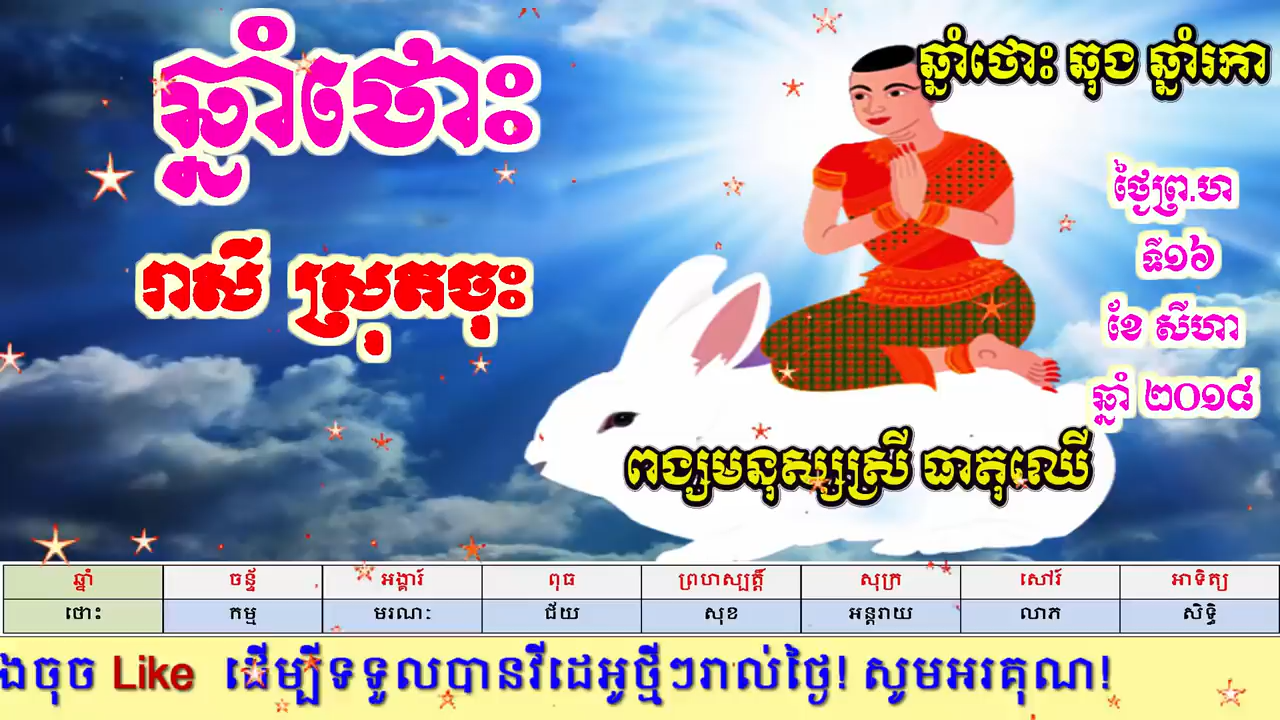 ឆ្នាំថោះ
រាសី ស្រុតចុះ
ឆ្នាំថោះ ឆុង ឆ្នាំរកា
ថ្ងៃព្រ.ហ
ទី១៦
ខែ សីហា
ឆ្នាំ ២០១៨
ពង្សមនុស្សស្រី ធាតុឈើ
ឆ្នាំ ចន្ទ័ អង្គារ៍ ពុធ ព្រហស្បត្តិ៍ សុក្រ សៅរ៍ អាទិត្យ
ថោះ កម្ម មរណៈ ជ័យ សុខ អន្តរាយ លាភ សិទ្ធិ
ងចុច Like ដើម្បីទទួលបានវីដេអូថ្មីៗរាល់ថ្ងៃ! សូមអរគុណ!